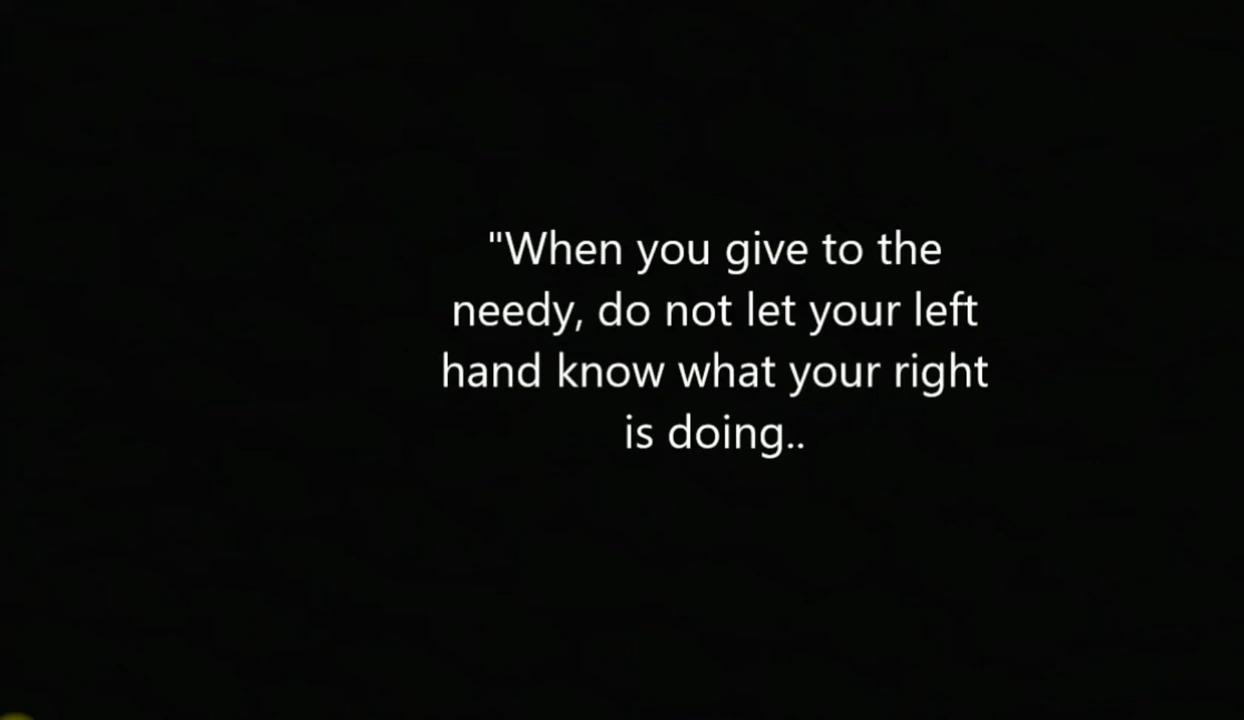 "When you give to the
needy, do not let your left
hand know what your right
is doing..